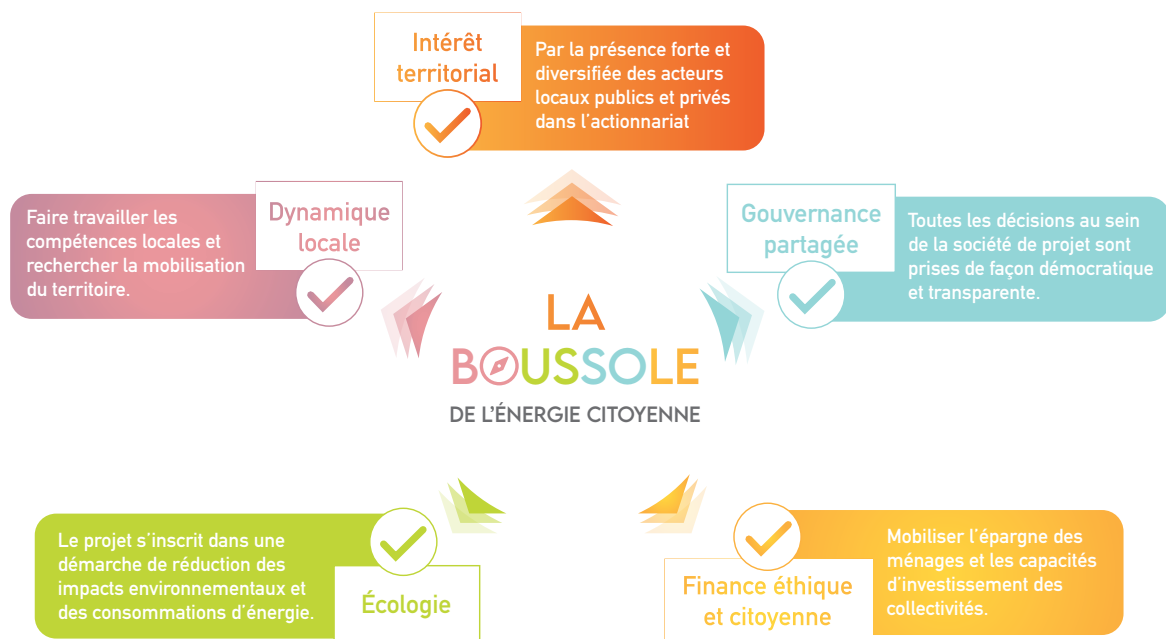 Intérêt
territorial
Par la présence forte et
diversifiée des acteurs
locaux publics et privés
dans l'actionnariat
Faire travailler les
compétences locales et
rechercher la mobilisation
du territoire.
Dynamique
locale
Gouvernance
partagée
Toutes les décisions au sein
de la société de projet sont
prises de façon démocratique
et transparente.
LA
BOUSSOLE
DE L'ÉNERGIE CITOYENNE
Le projet s'inscrit dans une
démarche de réduction des
impacts environnementaux et
des consommations d'énergie.
Écologie
Finance éthique
et citoyenne
Mobiliser l'épargne des
ménages et les capacités
d'investissement des
collectivités.